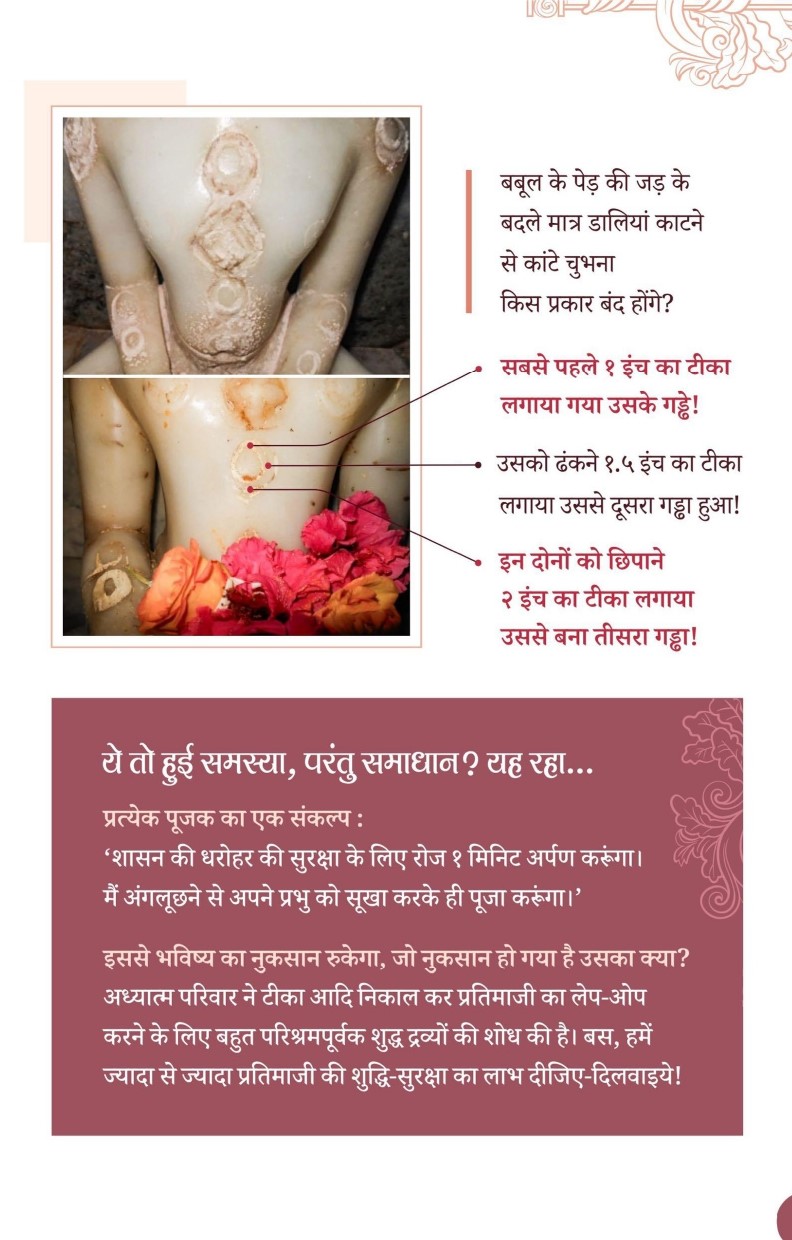 बबूल के पेड़ की जड़ के
बदले मात्र डालियां काटने
से कांटे चुभना
किस प्रकार बंद होंगे?
सबसे पहले १ इंच का टीका
लगाया गया उसके गड्ढे!
उसको ढंकने १.५ इंच का टीका
लगाया उससे दूसरा गड्ढा हुआ!
इन दोनों को छिपाने
२ इंच का टीका लगाया
उससे बना तीसरा गड्ढा!
ये तो हुई समस्या, परंतु समाधान? यह रहा...
प्रत्येक पूजक का एक संकल्प :
‘शासन की धरोहर की सुरक्षा के लिए रोज १ मिनिट अर्पण करूंगा।
मैं अंगलूछने से अपने प्रभु को सूखा करके ही पूजा करूंगा।’
इससे भविष्य का नुकसान रुकेगा, जो नुकसान हो गया है उसका क्या?
अध्यात्म परिवार ने टीका आदि निकाल कर प्रतिमाजी का लेप-ओप
करने के लिए बहुत परिश्रमपूर्वक शुद्ध द्रव्यों की शोध की है। बस, हमें
ज्यादा से ज्यादा प्रतिमाजी की शुद्धि-सुरक्षा का लाभ दीजिए-दिलवाइये!